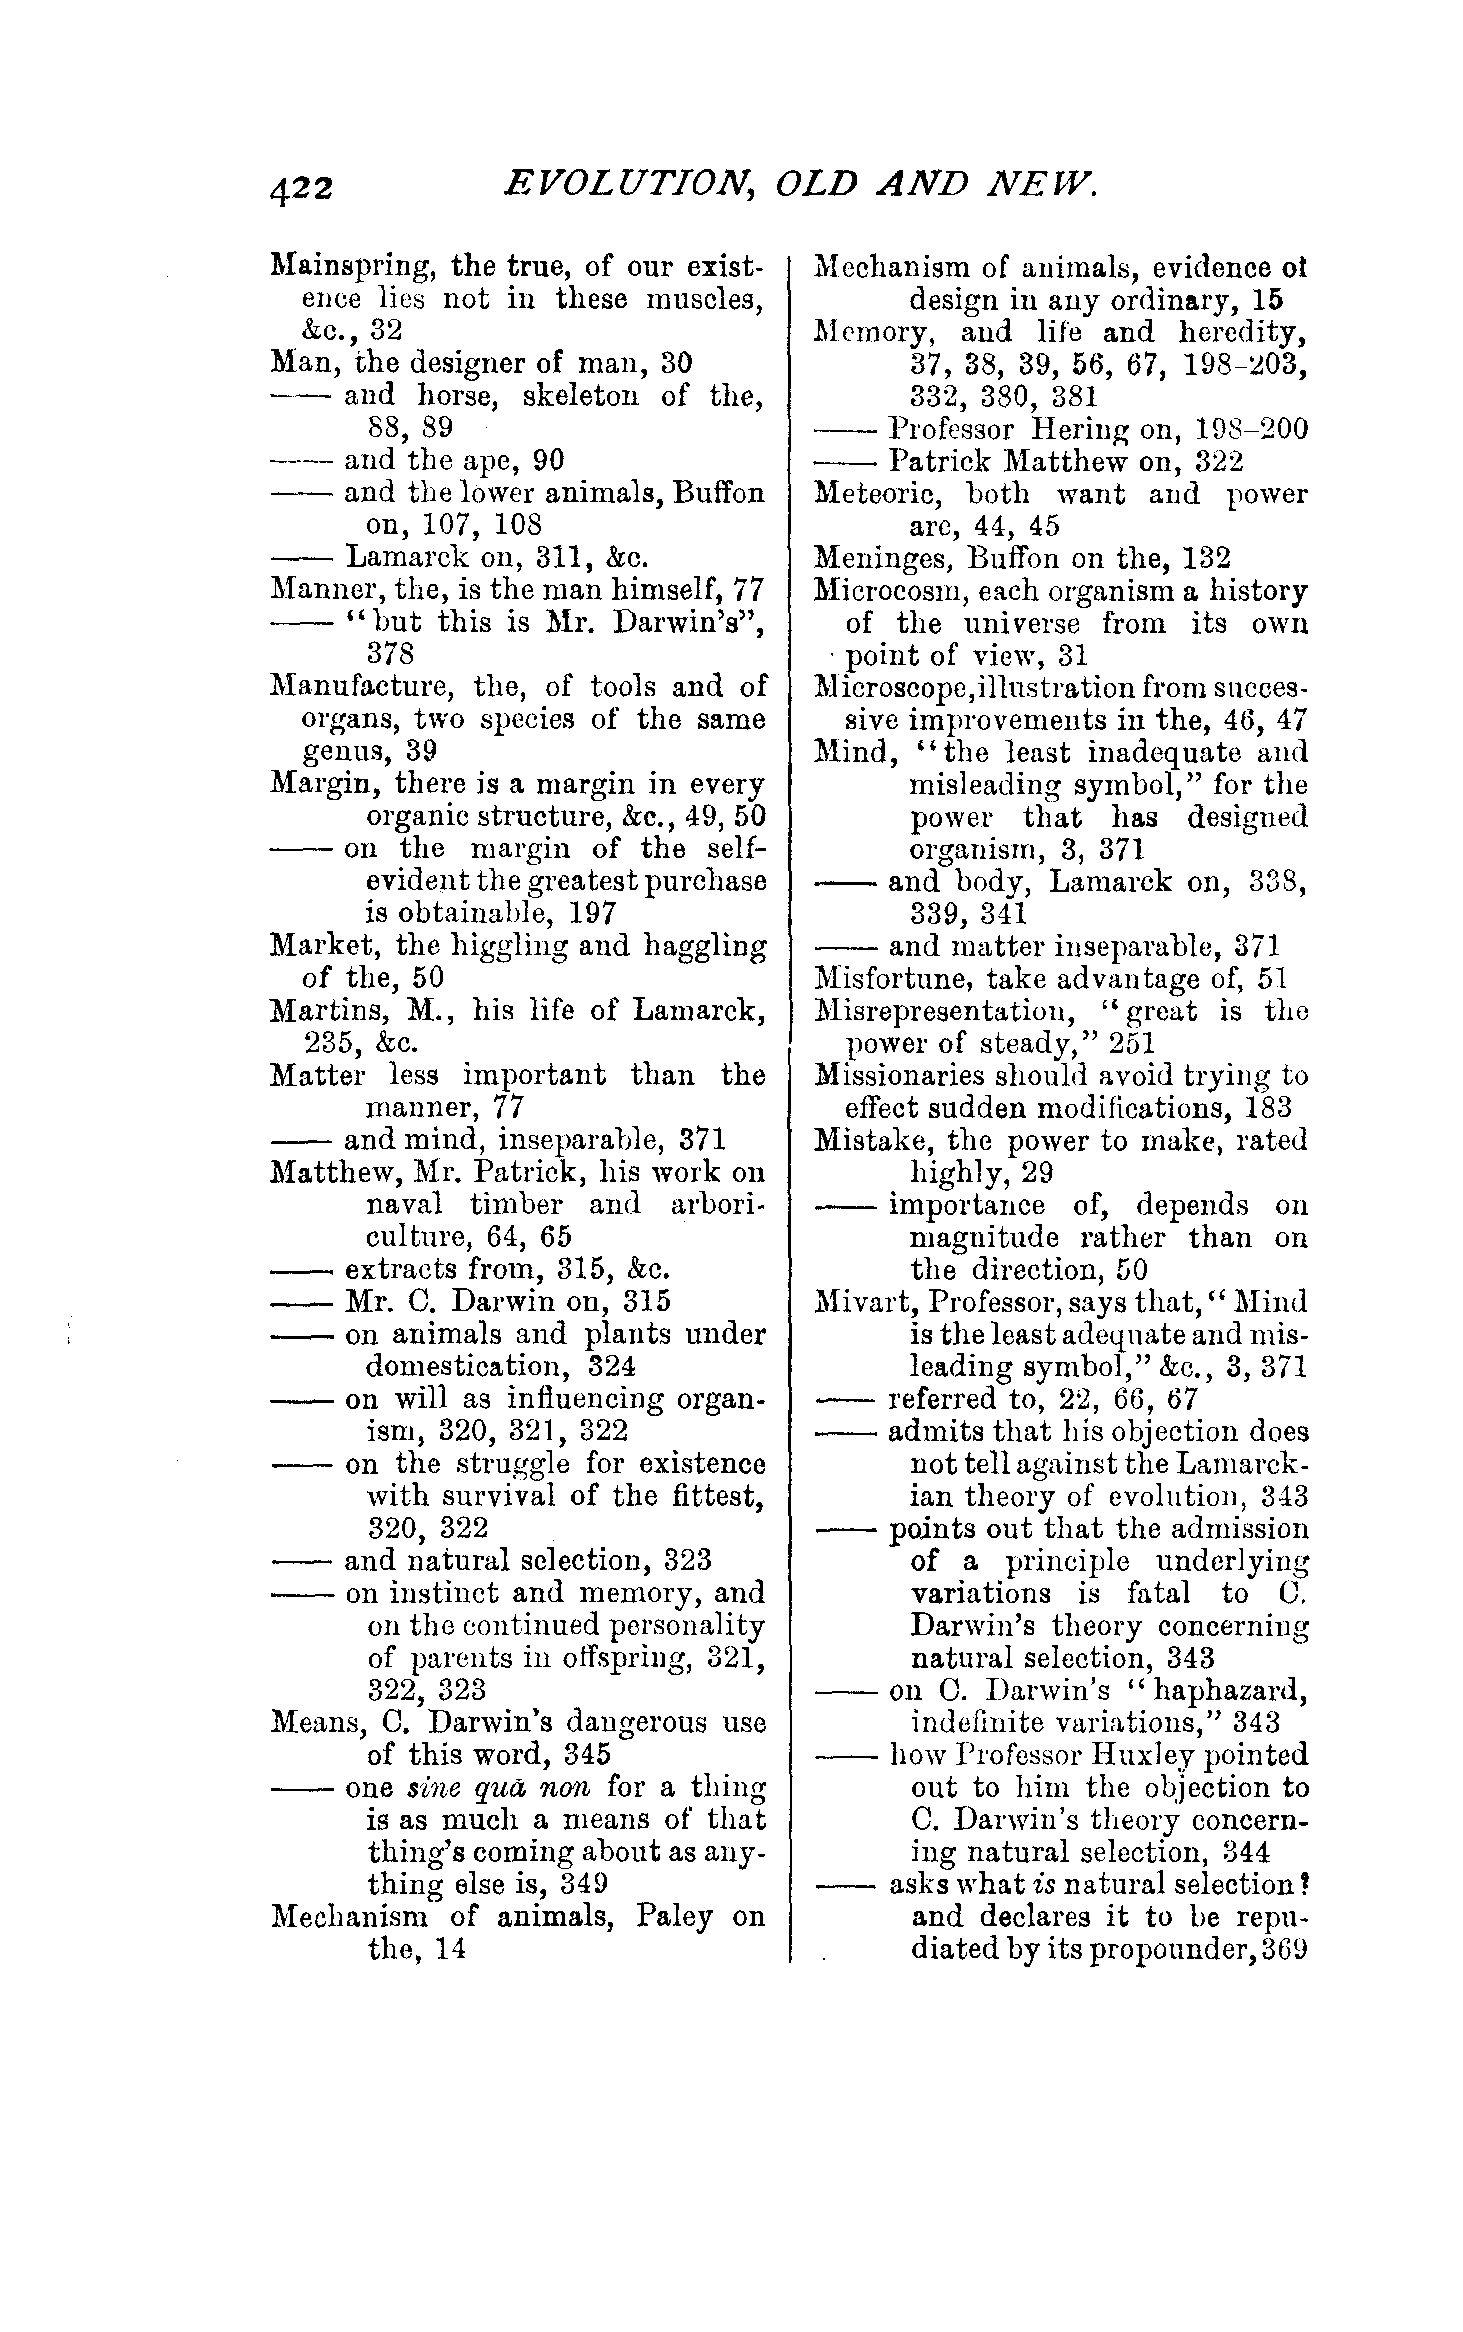 422 EVOLUTION, OLD AND NEW.
Mainspring, the true, of our exist-
ence lies not in these muscles,
&c., 32
Man, the designer of man, 30
—— and horse, skeleton of the,
88, 89
—— and the ape, 90
—— and the lower animals, Buffon
on, 107, 108
—— Lamarck on, 311, &c.
Manner, the, is the man himself, 77
—— “but this is Mr. Darwin’s”,
378
Manufacture, the, of tools and of
organs, two species of the same
genus, 39
Margin, there is a margin in every
organic structure, &c., 49, 50
—— on the margin of the self-
evident the greatest purchase
is obtainable, 197
Market, the higgling and haggling
of the, 50
Martins, M., his life of Lamarck,
235, &c.
Matter less important than the
manner, 77
—— and mind, inseparable, 371
Matthew, Mr. Patrick, his work on
naval timber and arbori-
culture, 64, 65
—— extracts from, 315, &c.
—— Mr. C. Darwin on, 315
—— on animals and plants under
domestication, 324
—— on will as influencing organ-
ism, 320, 321, 322
—— on the struggle for existence
with survival of the fittest,
320, 322
—— and natural selection, 323
—— on instinct and memory, and
on the continued personality
of parents in offspring, 321,
322, 323
Means, C. Darwin’s dangerous use
of this word, 345
—— one sine quâ non for a thing
is as much a means of that
thing’s coming about as any-
thing else is, 349
Mechanism of animals, Paley on
the, 14
Mechanism of animals, evidence of
design in any ordinary, 15
Memory, and life and heredity,
37, 38, 39, 56, 67, 198–203,
332, 380, 381
—— Professor Hering on, 198–200
—— Patrick Matthew on, 322
Meteoric, both want and power
are, 44, 45
Meninges, Buffon on the, 132
Microcosm, each organism a history
of the universe from its own
point of view, 31
Microscope, illustration from succes-
sive improvements in the, 46, 47
Mind, “the least inadequate and
misleading symbol,” for the
power that has designed
organism, 3, 371
—— and body, Lamarck on, 338,
339, 341
—— and matter inseparable, 371
Misfortune, take advantage of, 51
Misrepresentation, “great is the
power of steady,” 251
Missionaries should avoid trying to
effect sudden modifications, 183
Mistake, the power to make, rated
highly, 29
—— importance of, depends on
magnitude rather than on
the direction, 50
Mivart, Professor, says that, “Mind
is the least adequate and mis-
leading symbol,” &c., 3, 371
—— referred to, 22, 66, 67
—— admits that his objection does
not tell against the Lamarck-
ian theory of evolution, 343
—— points out that the admission
of a principle underlying
variations is fatal to C.
Darwin’s theory concerning
natural selection, 343
—— on C. Darwin’s “haphazard,
indefinite variations,” 343
—— how Professor Huxley pointed
out to him the objection to
C. Darwin’s theory concern-
ing natural selection, 344
—— asks what is natural selection?
and declares it to be repu-
diated by its propounder, 369